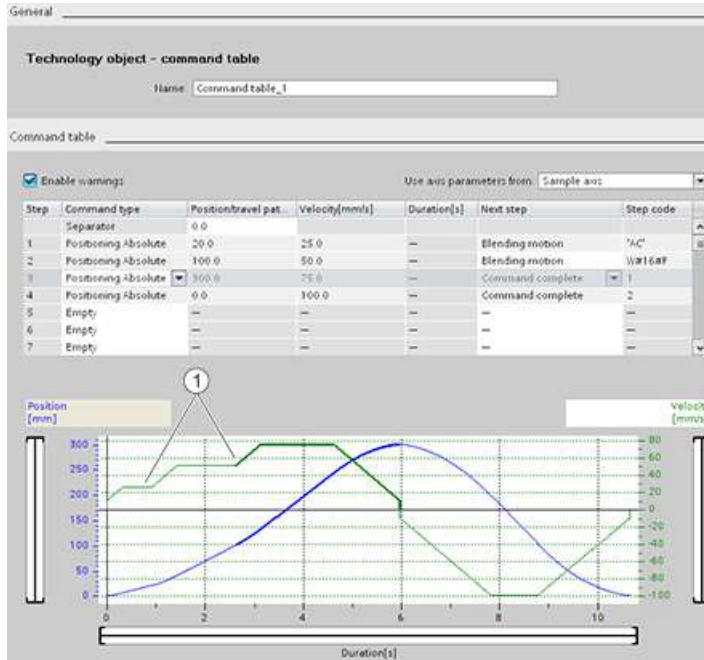 General
Technology object - command table
Name Command table_1
Command table
Enable warnings Use axis parameters from: Sample axis
Step Command type Position/travel pat... Velocity[mm/s] Duration[s] Next step Step code
Separator 0.0
1 Positioning Absolute 20.0 25.0 — Blending motion 'AC'
2 Positioning Absolute 100.0 50.0 — Blending motion W#16#F
3 Positioning Absolute 300.0 75.0 — Command complete 1
4 Positioning Absolute 0.0 100.0 — Command complete 2
5 Empty — — — — —
6 Empty — — — — —
7 Empty — — — — —
1
Position
[mm]
Velocit
[mm/s
300 80
250 60
200 40
150 20
100 0
50 -20
0 -40
-60
-80
-100
0 2 4 6 8 10
Duration[s]